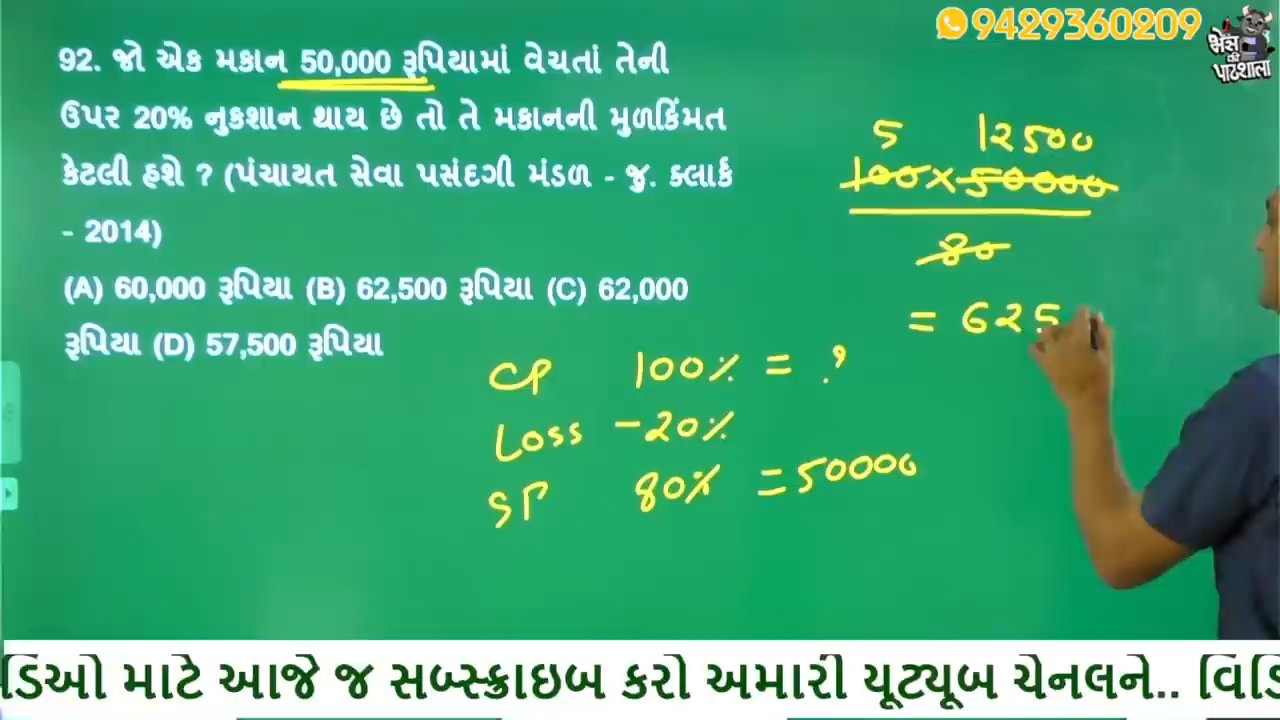 9429360209
ભેંસ
की
પાઠશાલા
92. જો એક મકાન 50,000 રૂપિયામાં વેચતાં તેની
ઉપર 20% નુકશાન થાય છે તો તે મકાનની મુળકિંમત
કેટલી હશે ? (પંચાયત સેવા પસંદગી મંડળ - જુ. ક્લાર્ક
- 2014)
(A) 60,000 રૂપિયા (B) 62,500 રૂપિયા (C) 62,000
રૂપિયા (D) 57,500 રૂપિયા
5 12500
100×50000
80
= 625
CP 100% = ?
Loss -20%
SP 80% = 50000
ડિઓ માટે આજે જ સબ્સ્ક્રાઇબ કરો અમારી યૂટ્યૂબ ચેનલને.. વિડિ